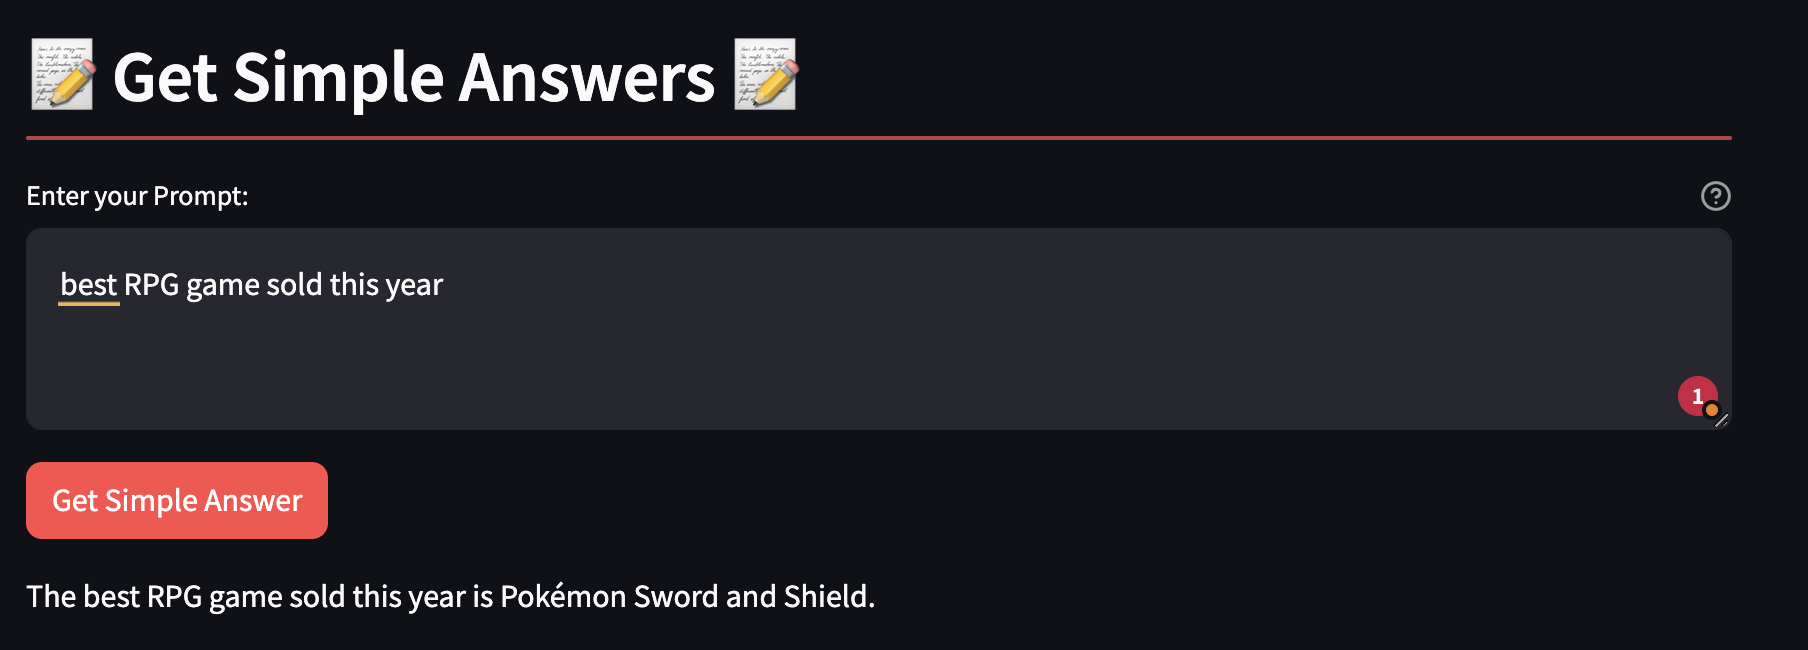 Get Simple Answers
Enter your Prompt:
best RPG game sold this year
1
Get Simple Answer
The best RPG game sold this year is Pokémon Sword and Shield.